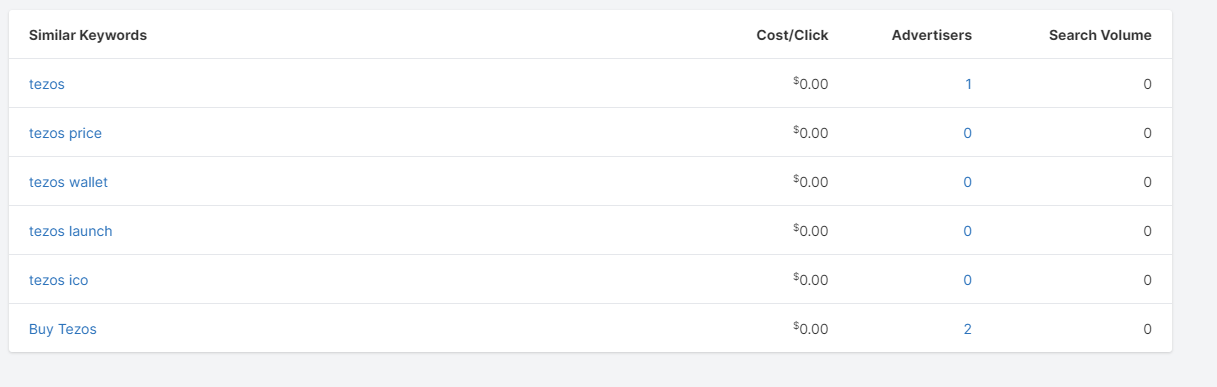 Similar Keywords Cost/Click Advertisers Search Volume
tezos $0.00 1 0
tezos price $0.00 0 0
tezos wallet $0.00 0 0
tezos launch $0.00 0 0
tezos ico $0.00 0 0
Buy Tezos $0.00 2 0